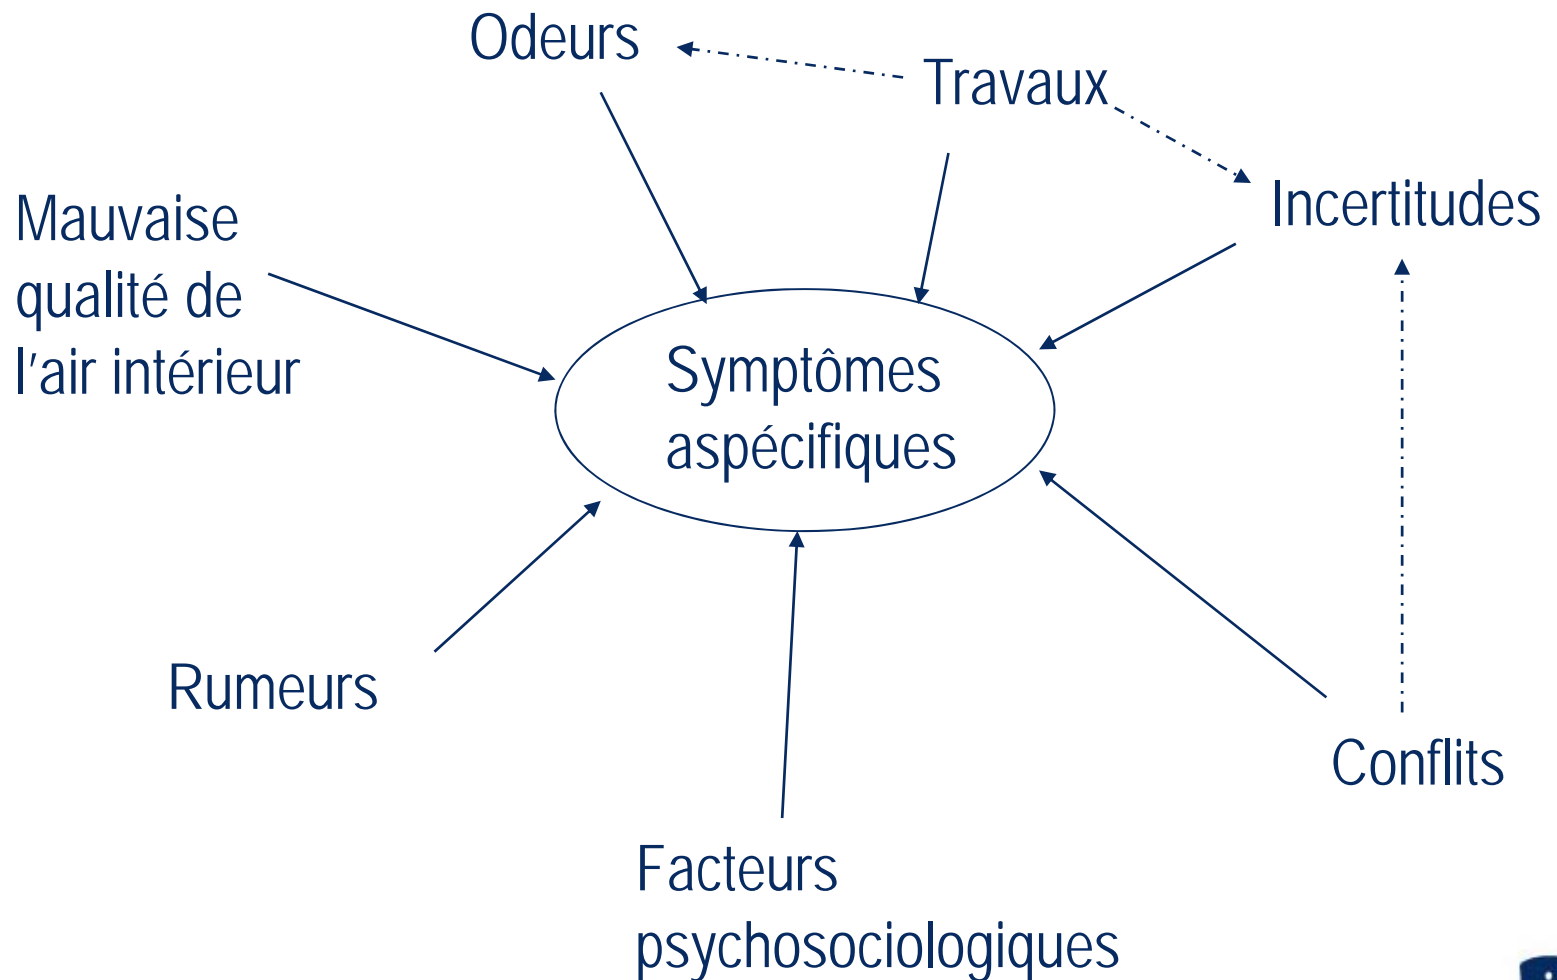 Odeurs
Travaux
Incertitudes
Mauvaise
qualité de
l'air intérieur
Symptômes
aspécifiques
Rumeurs
Conflits
Facteurs
psychosociologiques